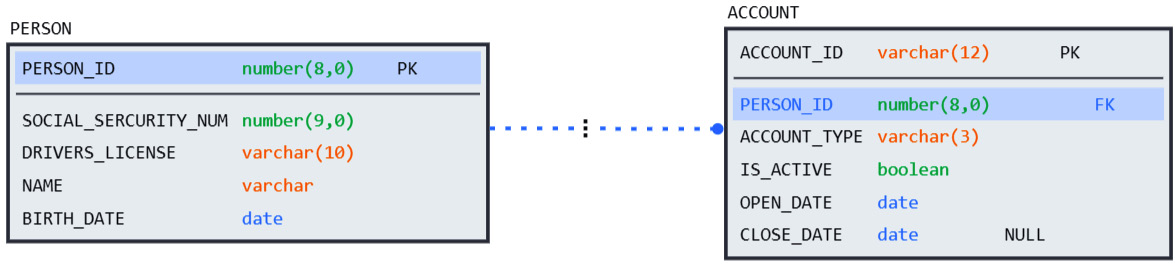 PERSON
PERSON_ID number(8,0) PK
SOCIAL_SERCURITY_NUM number(9,0)
DRIVERS_LICENSE varchar(10)
NAME varchar
BIRTH_DATE date
ACCOUNT
ACCOUNT_ID varchar(12) PK
PERSON_ID number(8,0) FK
ACCOUNT_TYPE varchar(3)
IS_ACTIVE boolean
OPEN_DATE date
CLOSE_DATE date NULL